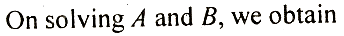 On solving A and B, we obtain